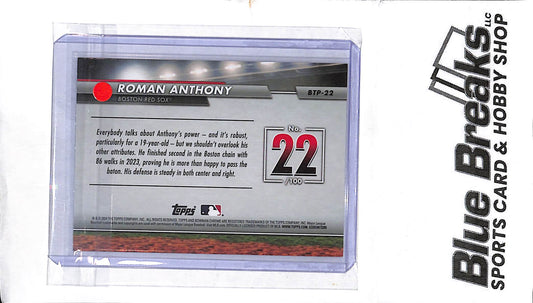 ROMAN ANTHONY
BOSTON RED SOX®
BTP-22
Everybody talks about Anthony's power – and it's robust,
particularly for a 19-year-old – but we shouldn't overlook his
other attributes. He finished second in the Boston chain with
86 walks in 2023, proving he is more than happy to pass the
baton. His defense is steady in both center and right.
No.
22
/100
Topps
Blue Breaks LLC
SPORTS CARD & HOBBY SHOP